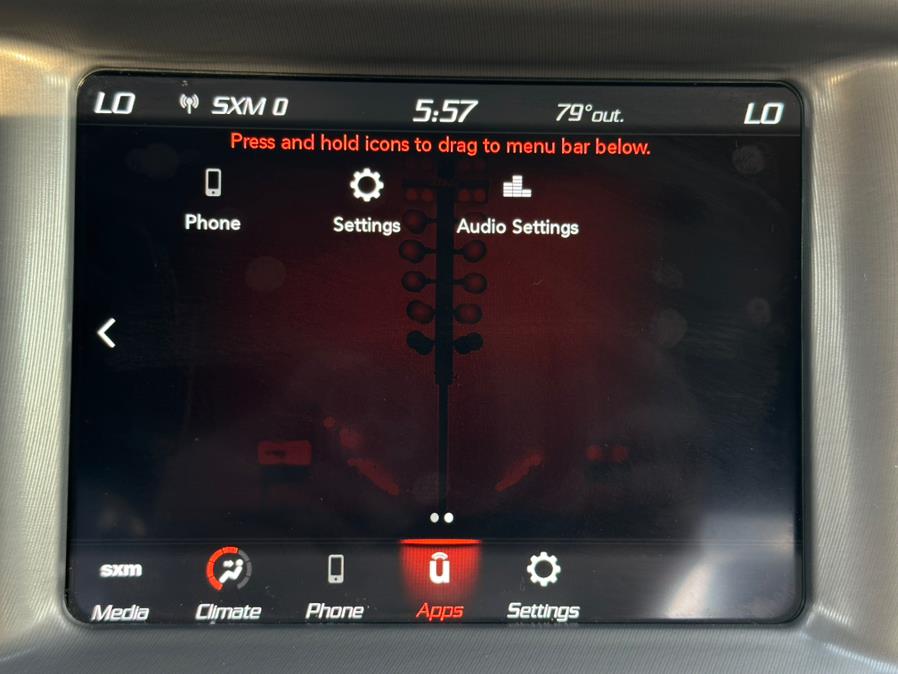 LO SXM 0 5:57 79° out. LO
Press and hold icons to drag to menu bar below.
Phone Settings Audio Settings
sxm ū
Media Climate Phone Apps Settings